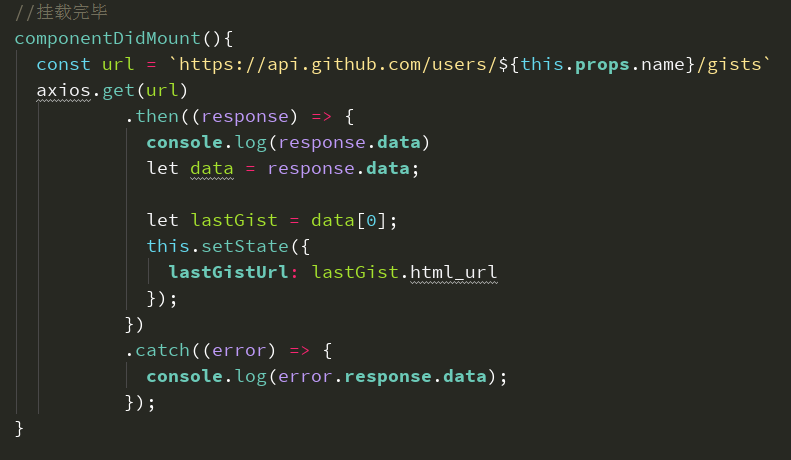 //挂载完毕
componentDidMount(){
const url = `https://api.github.com/users/${this.props.name}/gists`
axios.get(url)
.then((response) => {
console.log(response.data)
let data = response.data;
let lastGist = data[0];
this.setState({
lastGistUrl: lastGist.html_url
});
})
.catch((error) => {
console.log(error.response.data);
});
}